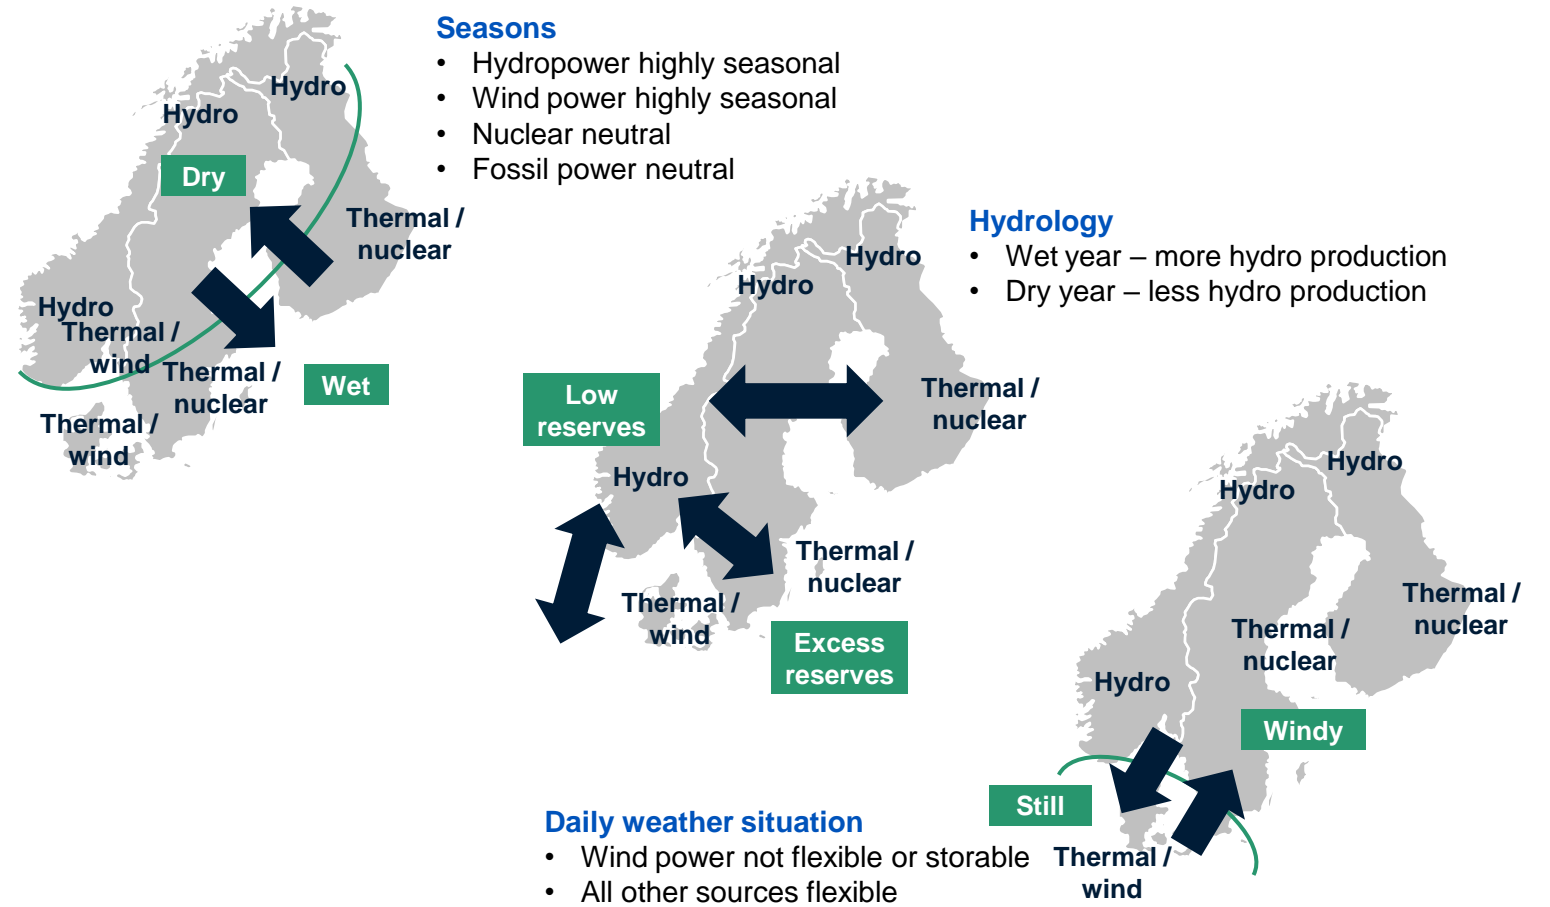 Seasons
• Hydropower highly seasonal
• Wind power highly seasonal
• Nuclear neutral
• Fossil power neutral
Hydro
Hydro
Dry
Thermal /
nuclear
Hydro
Thermal /
wind
Thermal /
nuclear
Wet
Thermal /
wind
Hydrology
• Wet year – more hydro production
• Dry year – less hydro production
Hydro
Hydro
Low
reserves
Thermal /
nuclear
Hydro
Thermal /
nuclear
Thermal /
wind
Excess
reserves
Hydro
Hydro
Thermal /
nuclear
Thermal /
nuclear
Hydro
Windy
Still
Thermal /
wind
Daily weather situation
• Wind power not flexible or storable
• All other sources flexible